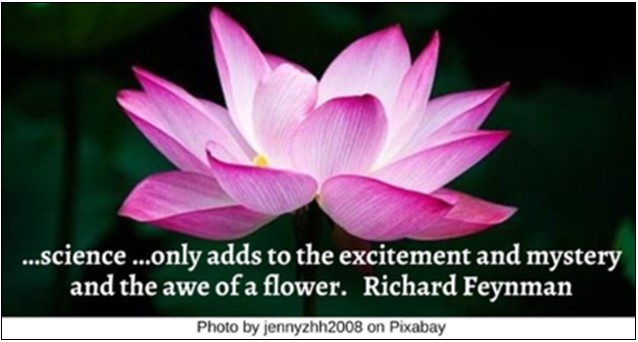 ...science ...only adds to the excitement and mystery
and the awe of a flower. Richard Feynman
Photo by jennyzhh2008 on Pixabay